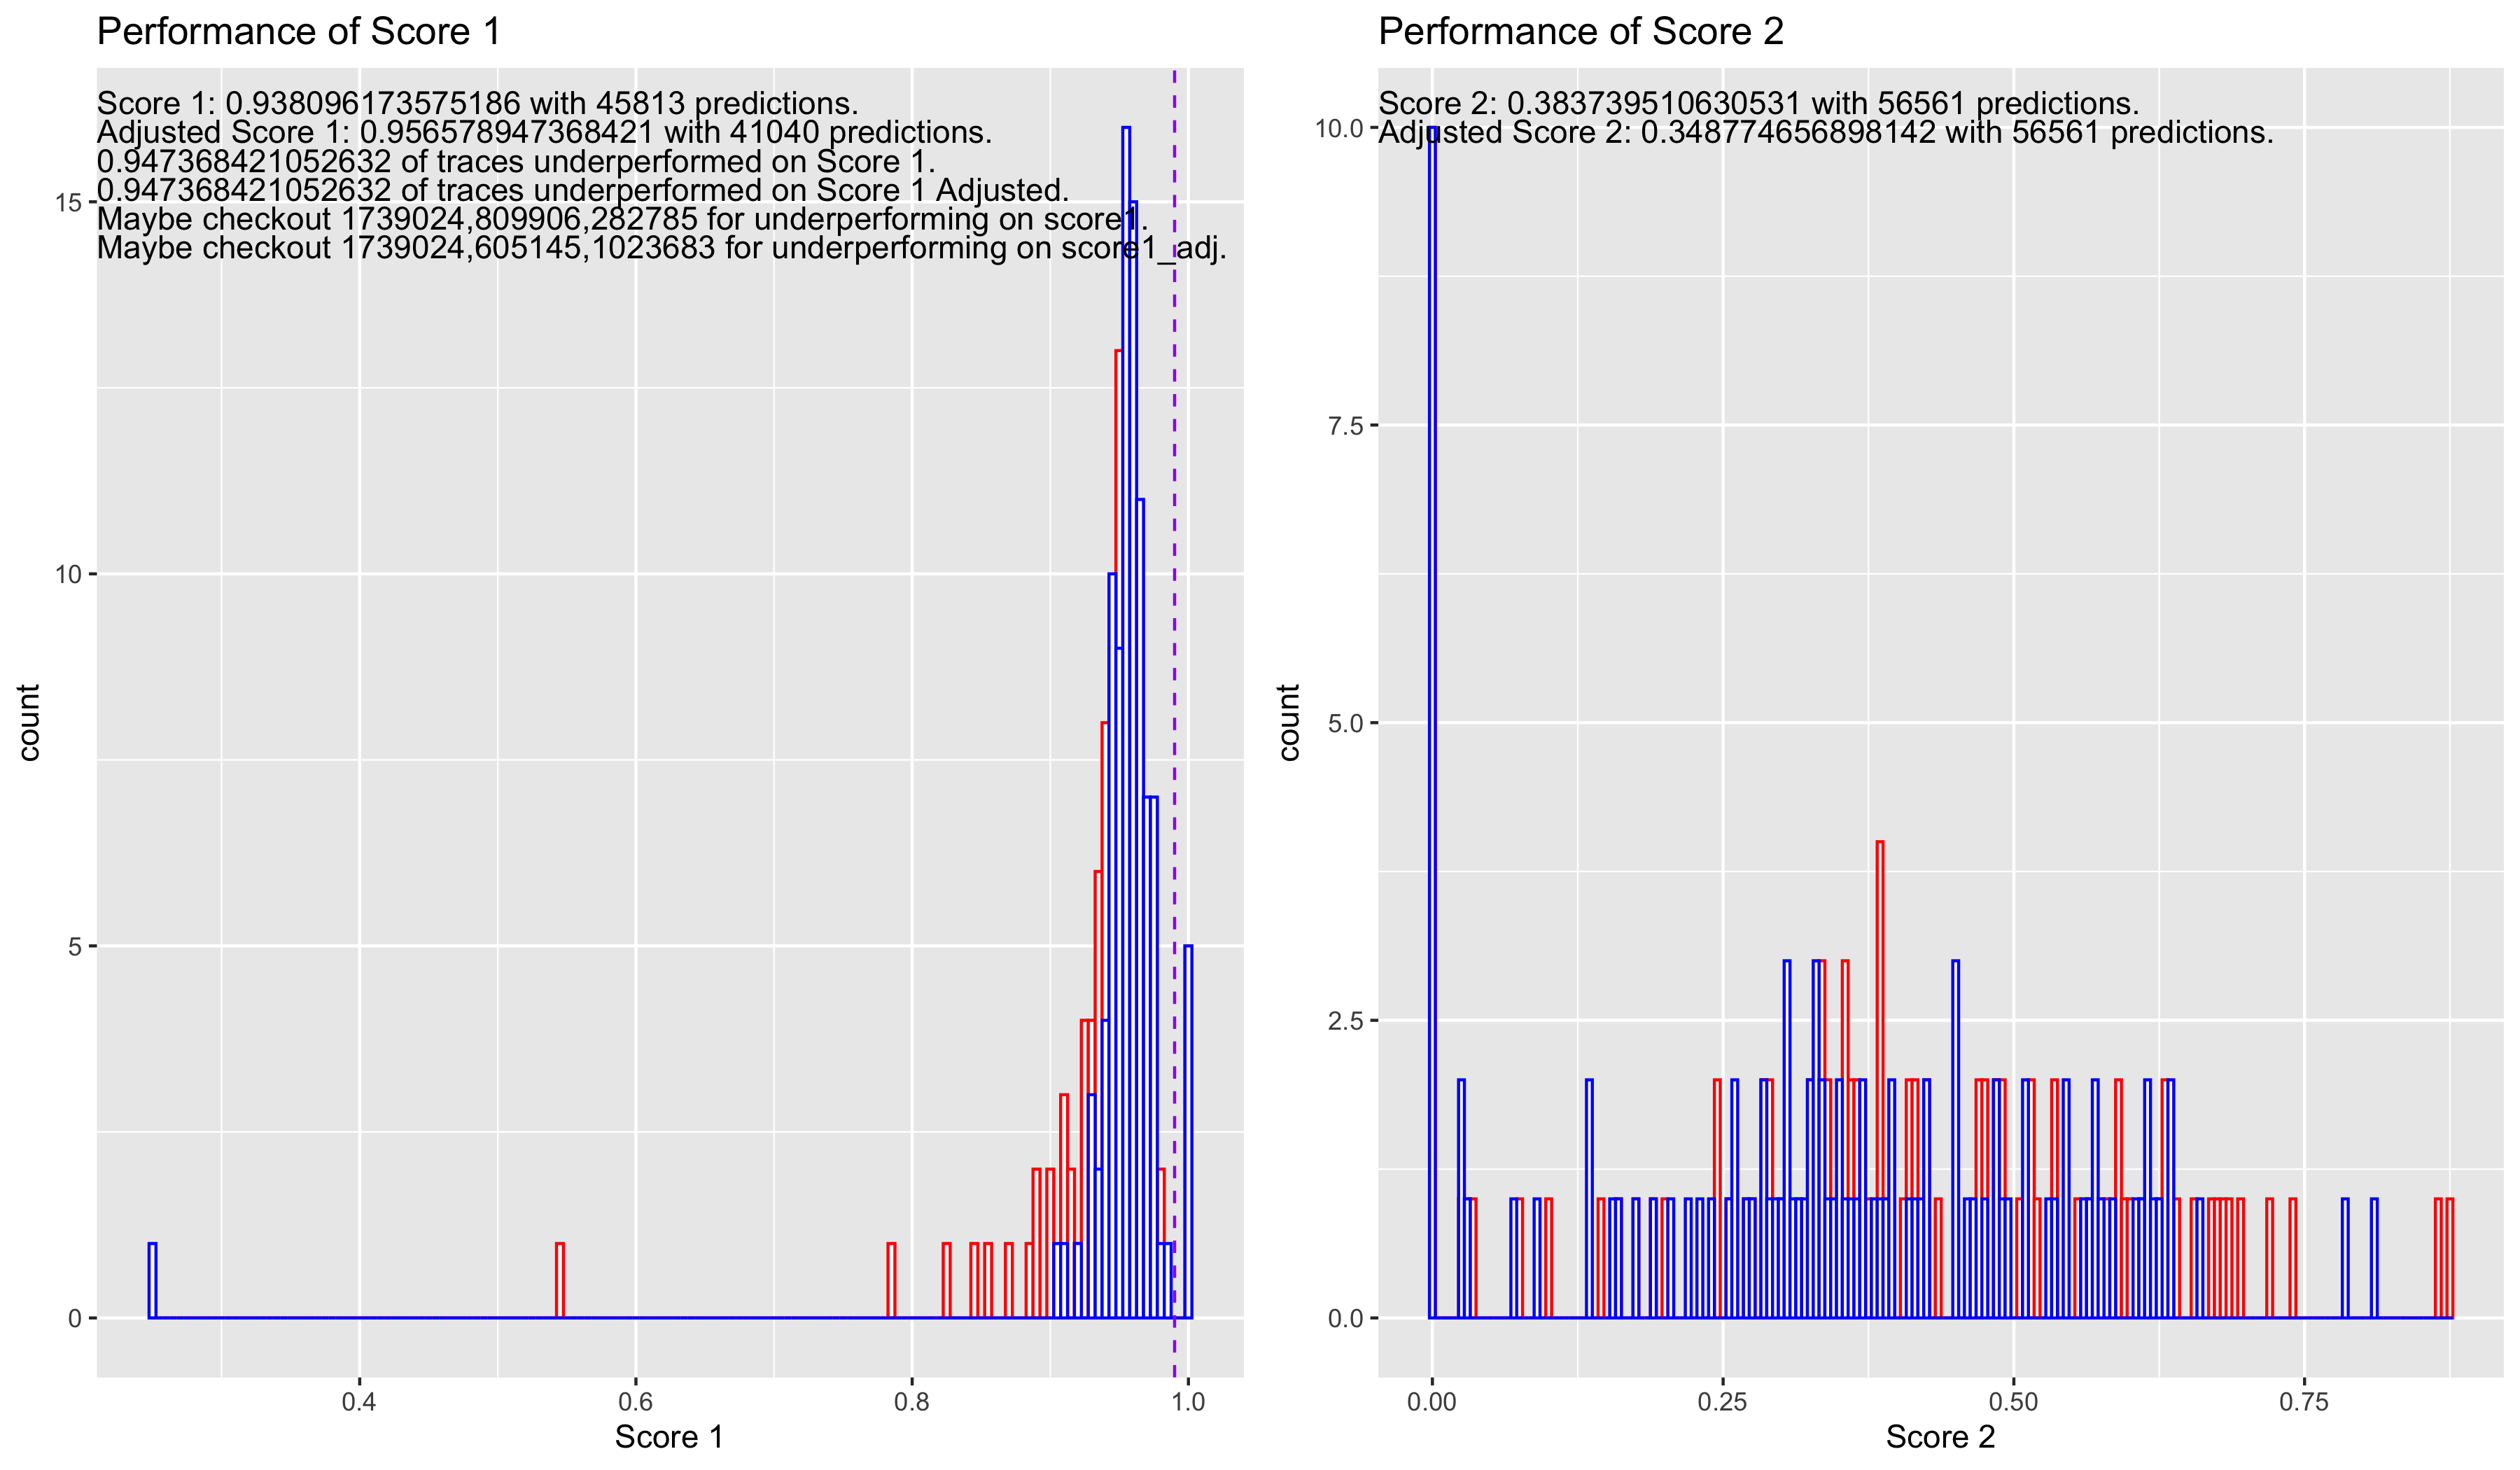 Performance of Score 1
Score 1: 0.938096173575186 with 45813 predictions.
Adjusted Score 1: 0.956578947368421 with 41040 predictions.
0.947368421052632 of traces underperformed on Score 1.
0.947368421052632 of traces underperformed on Score 1 Adjusted.
Maybe checkout 1739024,809906,282785 for underperforming on score1.
Maybe checkout 1739024,605145,1023683 for underperforming on score1_adj.
15
10
5
0
count
0.4 0.6 0.8 1.0
Score 1
Performance of Score 2
Score 2: 0.383739510630531 with 56561 predictions.
Adjusted Score 2: 0.348774656898142 with 56561 predictions.
10.0
7.5
5.0
2.5
0.0
count
0.00 0.25 0.50 0.75
Score 2